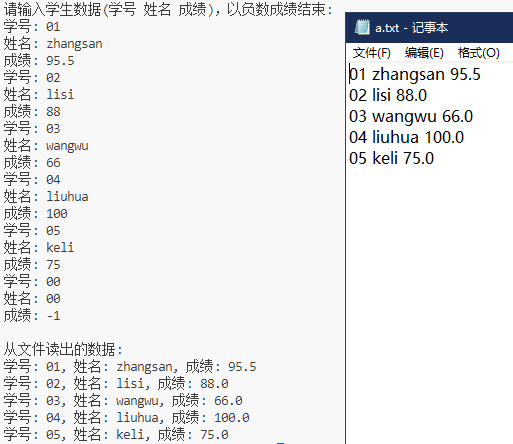 请输入学生数据(学号 姓名 成绩)，以负数成绩结束:
学号: 01
姓名: zhangsan
成绩: 95.5
学号: 02
姓名: lisi
成绩: 88
学号: 03
姓名: wangwu
成绩: 66
学号: 04
姓名: liuhua
成绩: 100
学号: 05
姓名: keli
成绩: 75
学号: 00
姓名: 00
成绩: -1
从文件读出的数据:
学号: 01, 姓名: zhangsan, 成绩: 95.5
学号: 02, 姓名: lisi, 成绩: 88.0
学号: 03, 姓名: wangwu, 成绩: 66.0
学号: 04, 姓名: liuhua, 成绩: 100.0
学号: 05, 姓名: keli, 成绩: 75.0
a.txt - 记事本
文件(F) 编辑(E) 格式(O)
01 zhangsan 95.5
02 lisi 88.0
03 wangwu 66.0
04 liuhua 100.0
05 keli 75.0